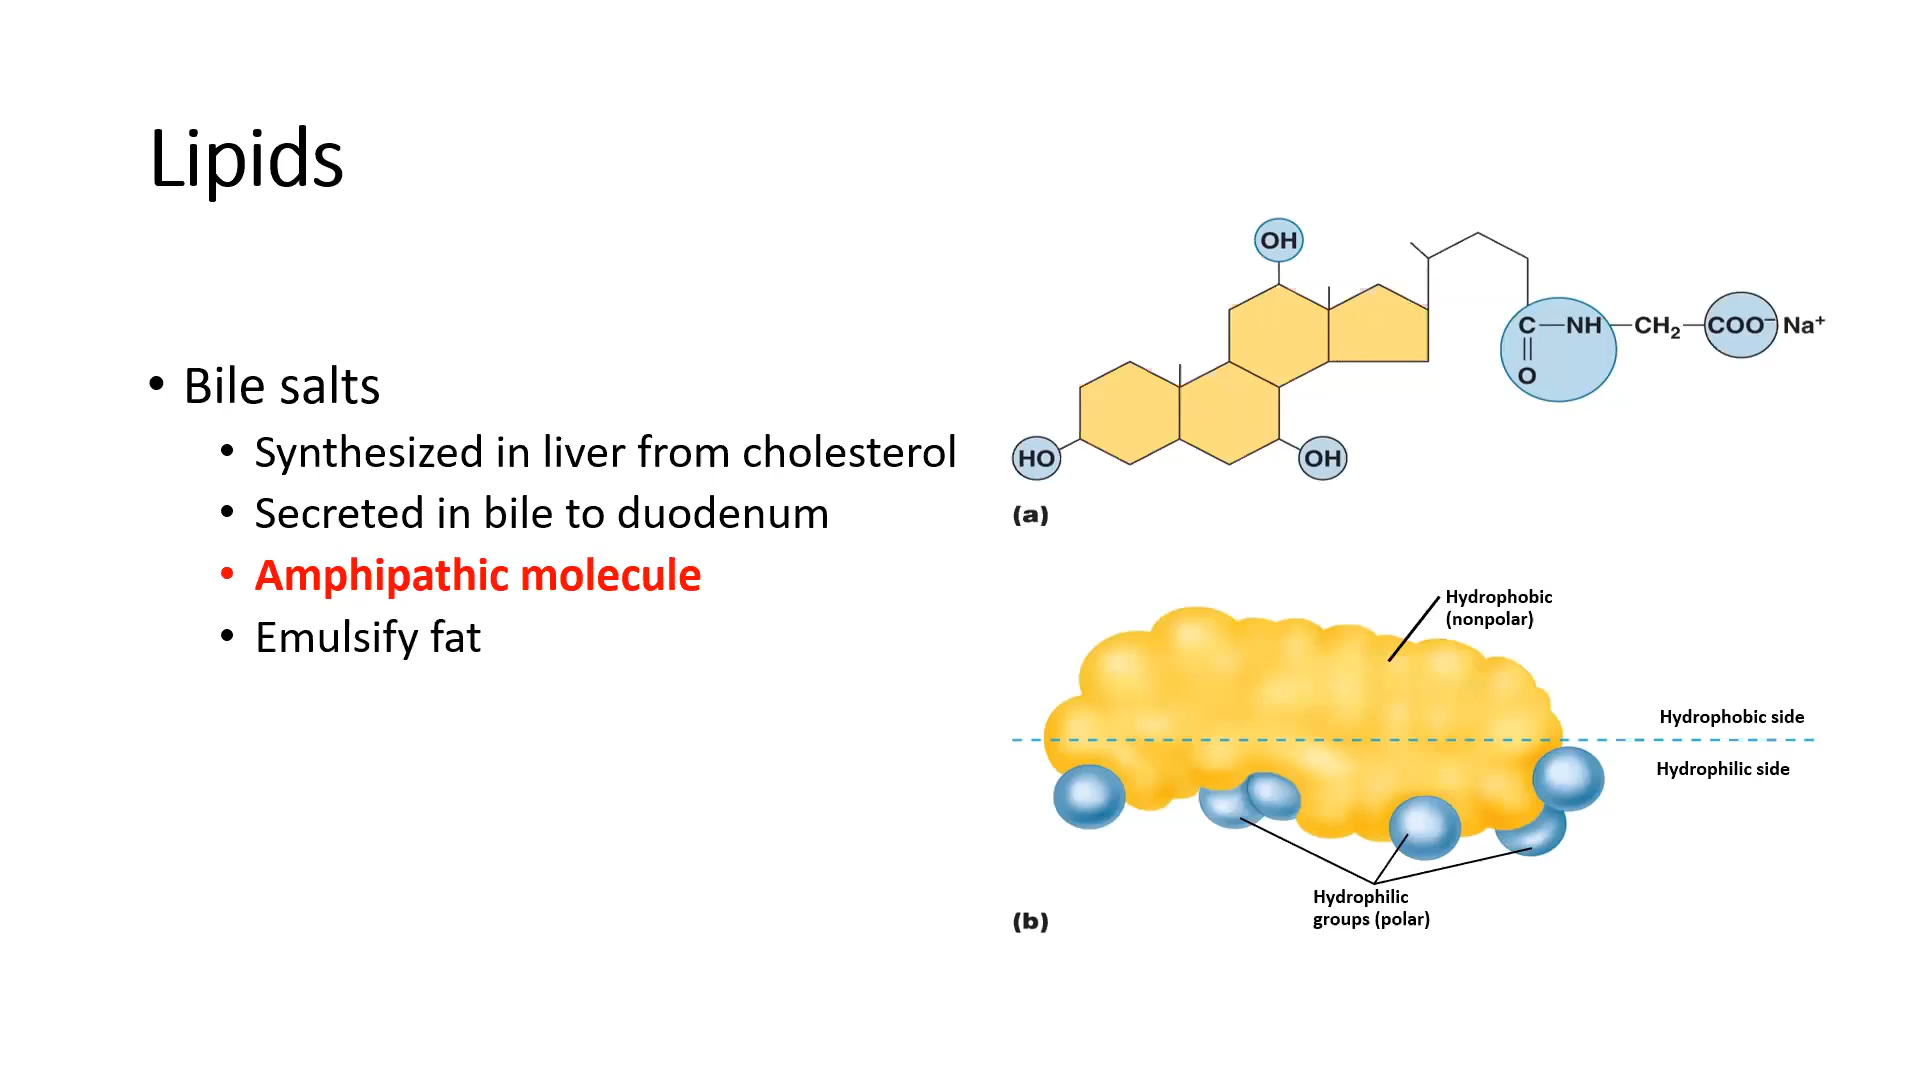 Lipids
• Bile salts
• Synthesized in liver from cholesterol
• Secreted in bile to duodenum
• Amphipathic molecule
• Emulsify fat
OH
C—NH—CH₂—COO⁻ Na⁺
O
HO
OH
(a)
Hydrophobic
(nonpolar)
Hydrophobic side
Hydrophilic side
Hydrophilic
groups (polar)
(b)